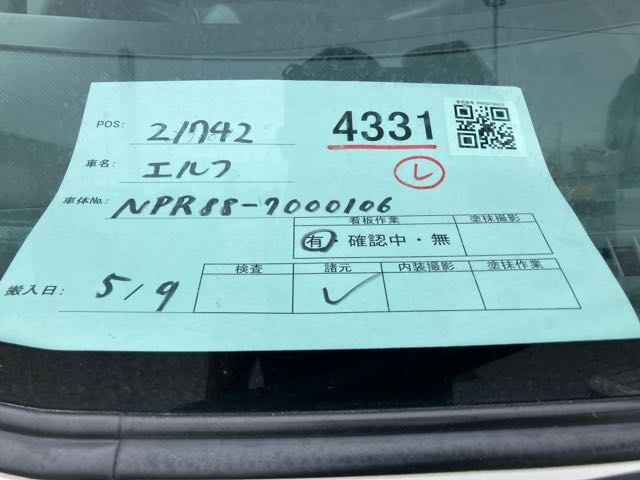 POS: 21742
4331
車名: エルフ
レ
車体No.: NPR88-7000106
看板作業 塗抹撮影
有・確認中・無
検査 諸元 内装撮影 塗抹作業
搬入日: 5/9 ✓